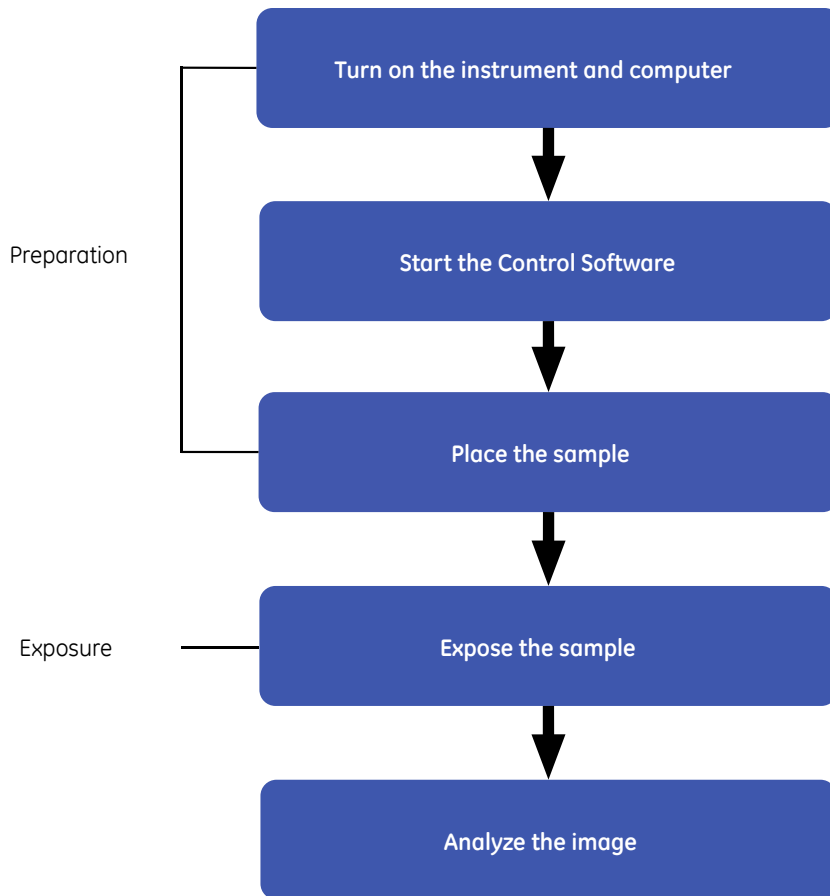 Turn on the instrument and computer
Preparation
Start the Control Software
Place the sample
Exposure
Expose the sample
Analyze the image